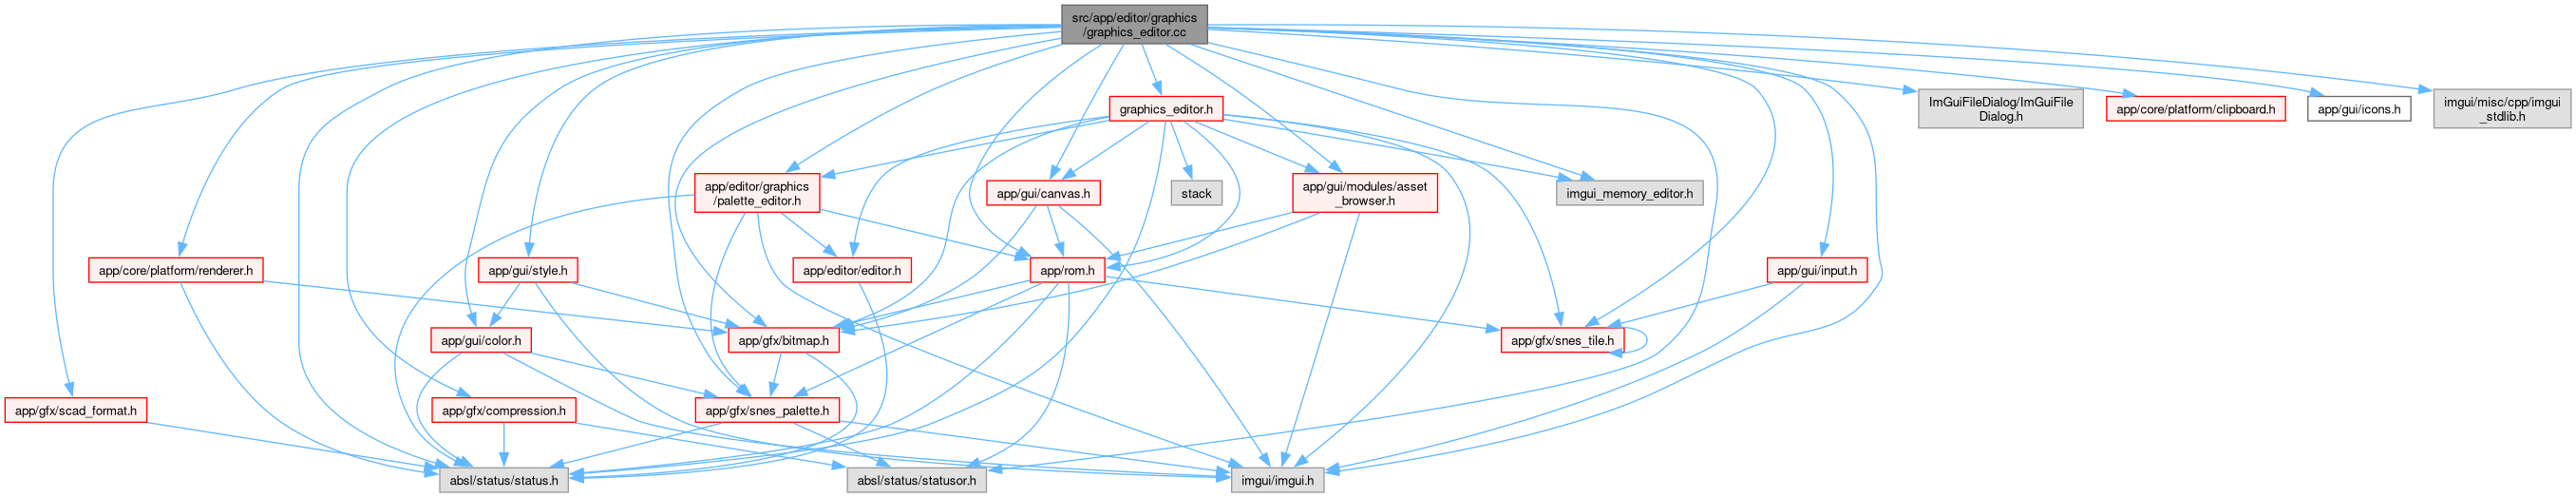 src/app/editor/graphics
/graphics_editor.cc
graphics_editor.h
ImGuiFileDialog/ImGuiFile
Dialog.h
app/core/platform/clipboard.h
app/gui/icons.h
imgui/misc/cpp/imgui
_stdlib.h
app/editor/graphics
/palette_editor.h
app/gui/canvas.h
stack
app/gui/modules/asset
_browser.h
imgui_memory_editor.h
app/core/platform/renderer.h
app/gui/style.h
app/editor/editor.h
app/rom.h
app/gui/input.h
app/gui/color.h
app/gfx/bitmap.h
app/gfx/snes_tile.h
app/gfx/scad_format.h
app/gfx/compression.h
app/gfx/snes_palette.h
absl/status/status.h
absl/status/statusor.h
imgui/imgui.h